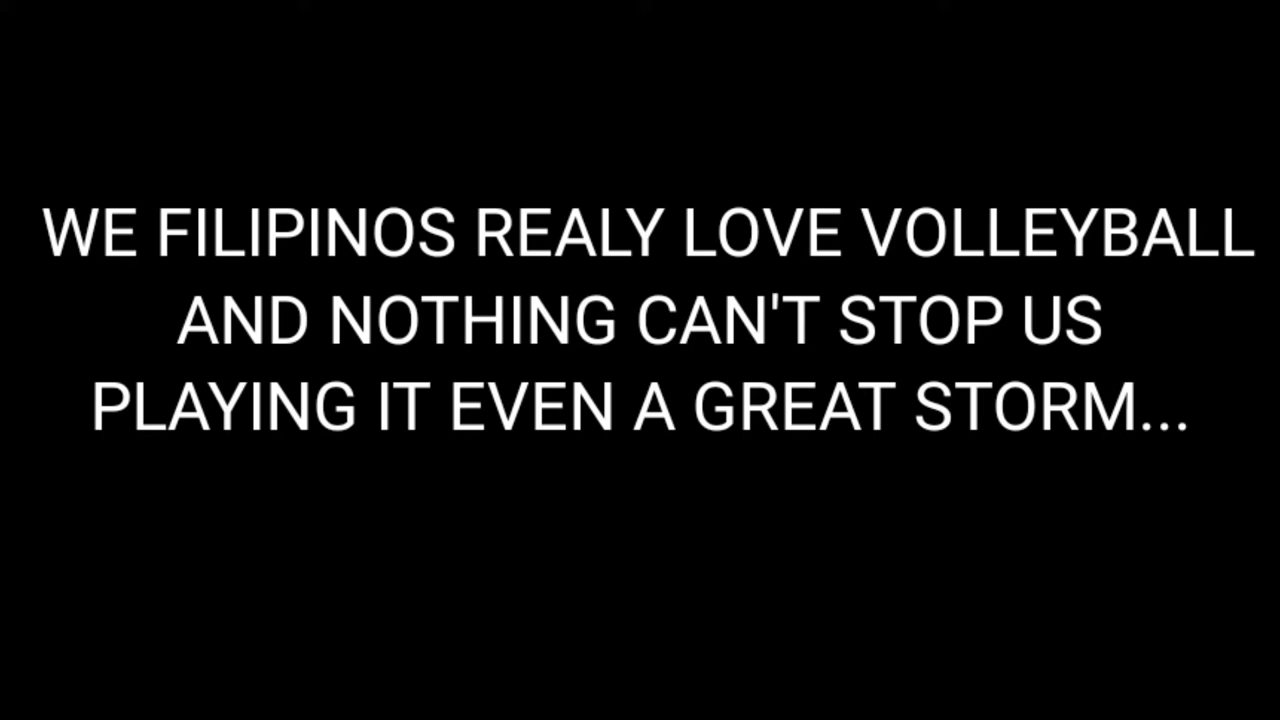 WE FILIPINOS REALY LOVE VOLLEYBALL
AND NOTHING CAN'T STOP US
PLAYING IT EVEN A GREAT STORM...